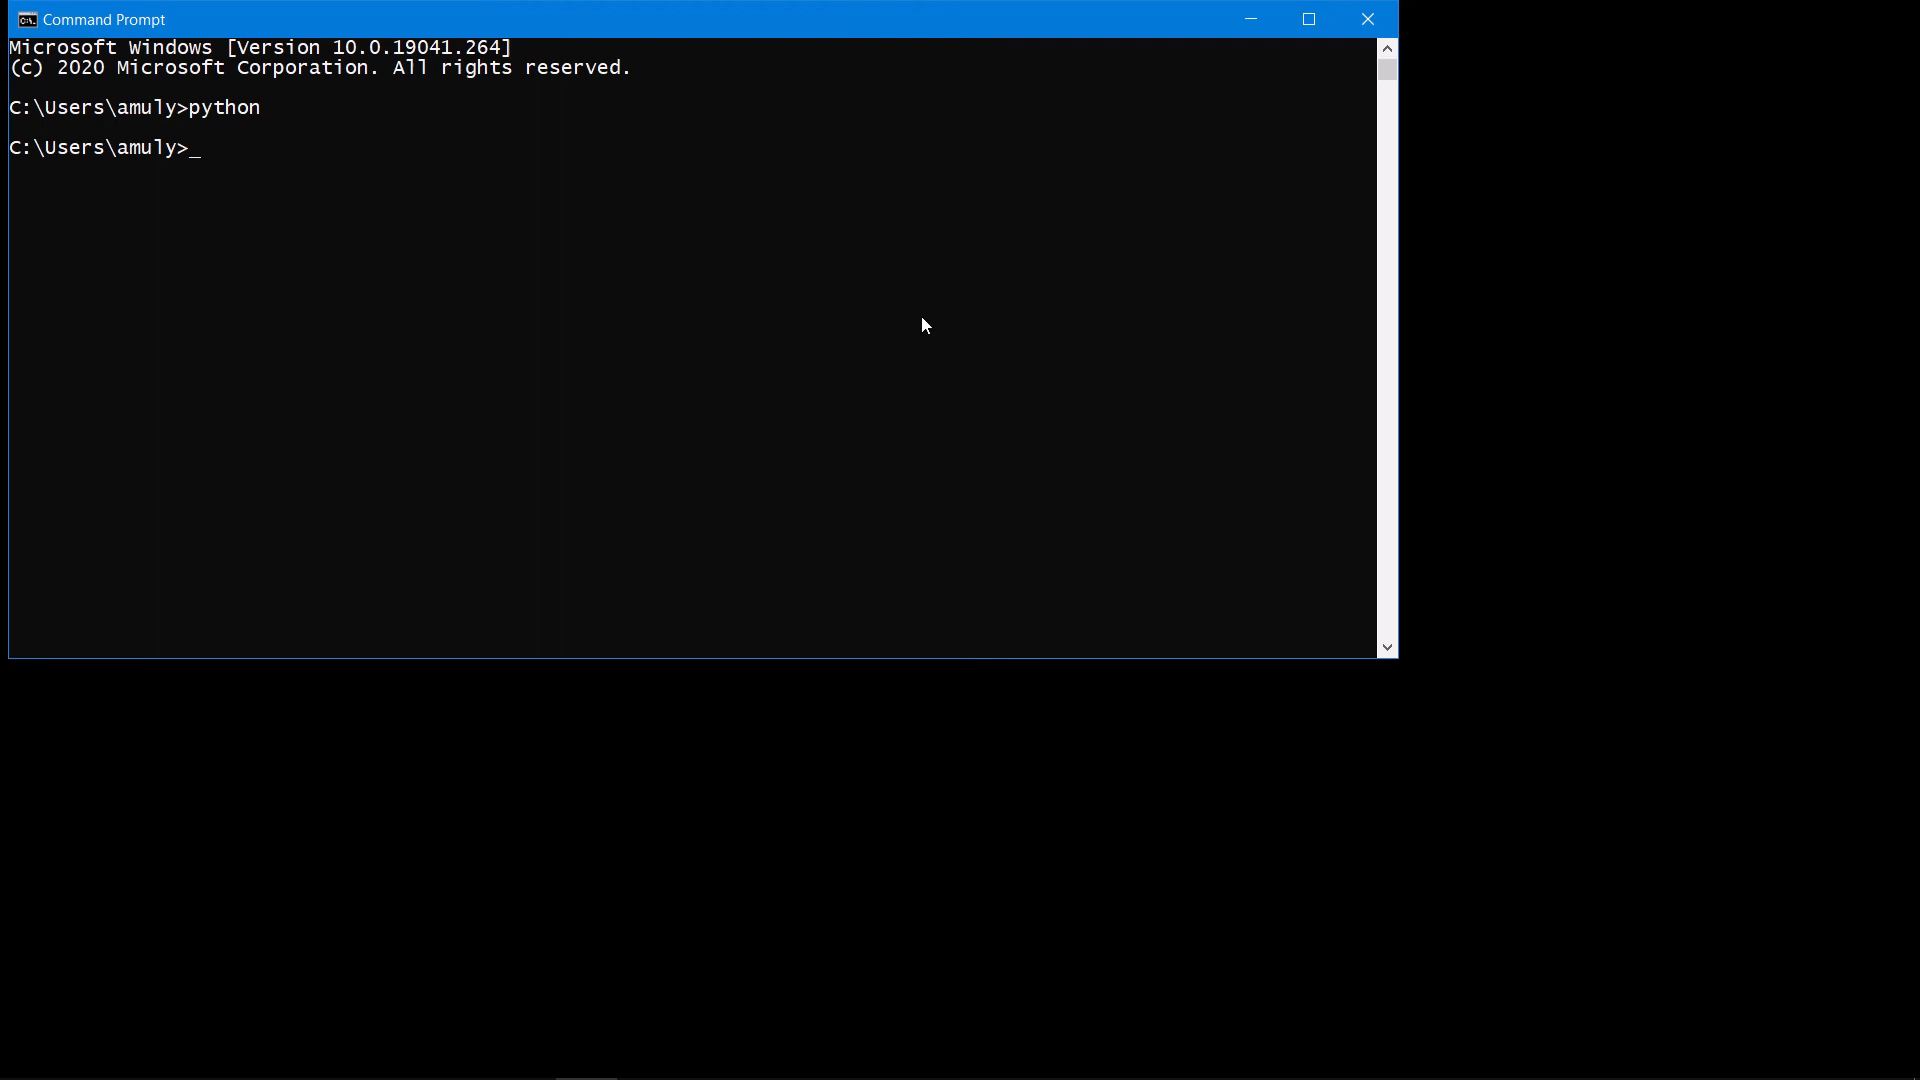 Command Prompt
Microsoft Windows [Version 10.0.19041.264]
(c) 2020 Microsoft Corporation. All rights reserved.
C:\Users\amuly>python
C:\Users\amuly>_